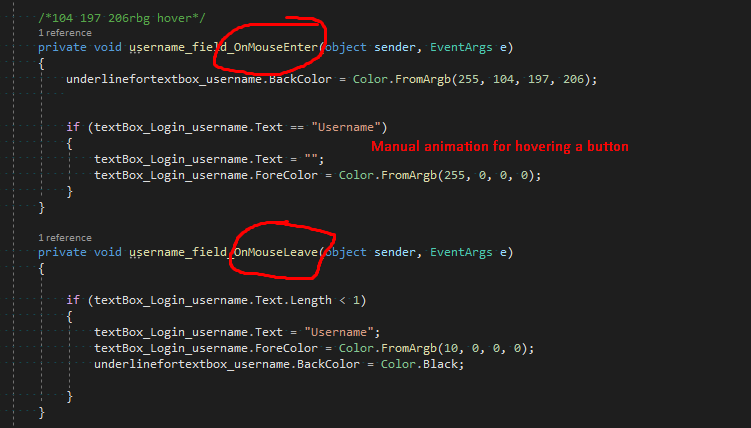 /*104 197 206rbg hover*/
1 reference
private void username_field_OnMouseEnter(object sender, EventArgs e)
{
underlinefortextbox_username.BackColor = Color.FromArgb(255, 104, 197, 206);
if (textBox_Login_username.Text == "Username")
{
Manual animation for hovering a button
textBox_Login_username.Text = "";
textBox_Login_username.ForeColor = Color.FromArgb(255, 0, 0, 0);
}
}
1 reference
private void username_field_OnMouseLeave(object sender, EventArgs e)
{
if (textBox_Login_username.Text.Length < 1)
{
textBox_Login_username.Text = "Username";
textBox_Login_username.ForeColor = Color.FromArgb(10, 0, 0, 0);
underlinefortextbox_username.BackColor = Color.Black;
}
}